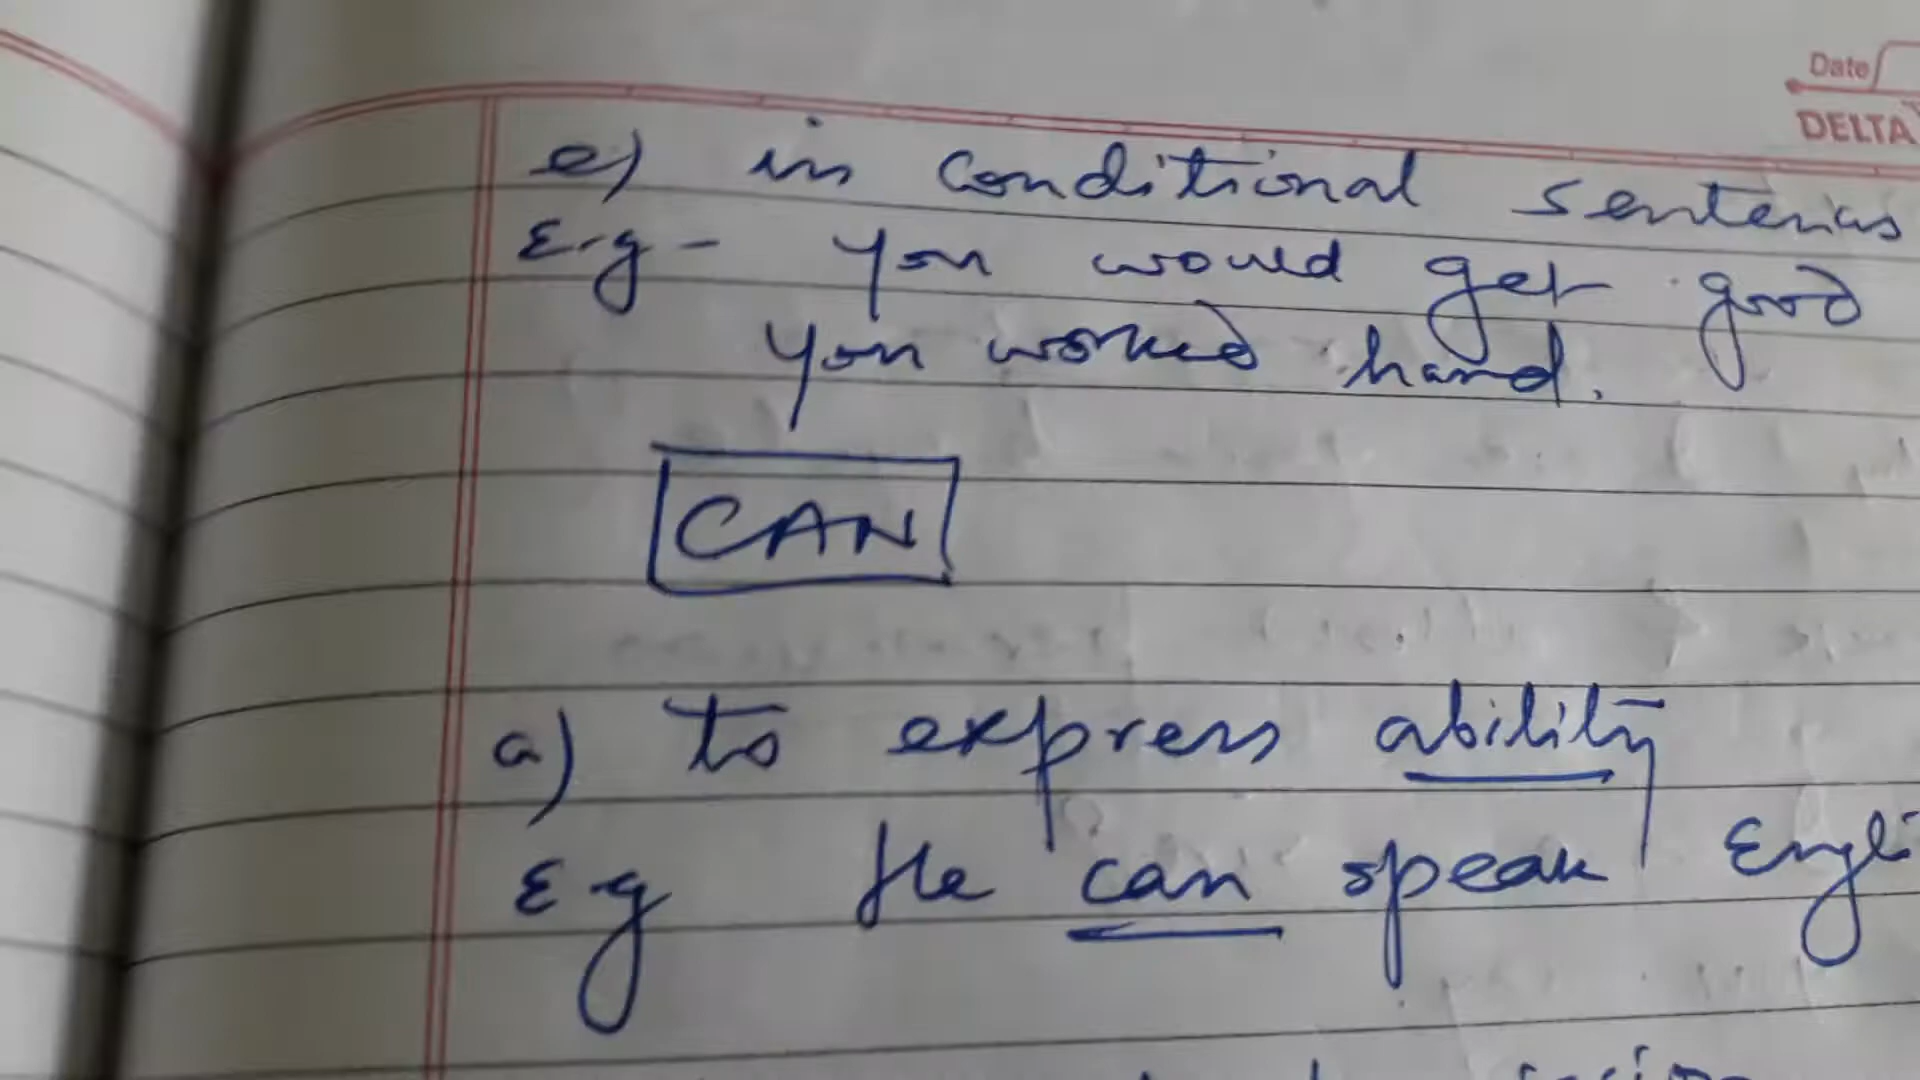 Date
DELTA
e) in conditional sentences
E.g - You would get good
you worked hard.
CAN
a) to express ability
E.g He can speak Engli